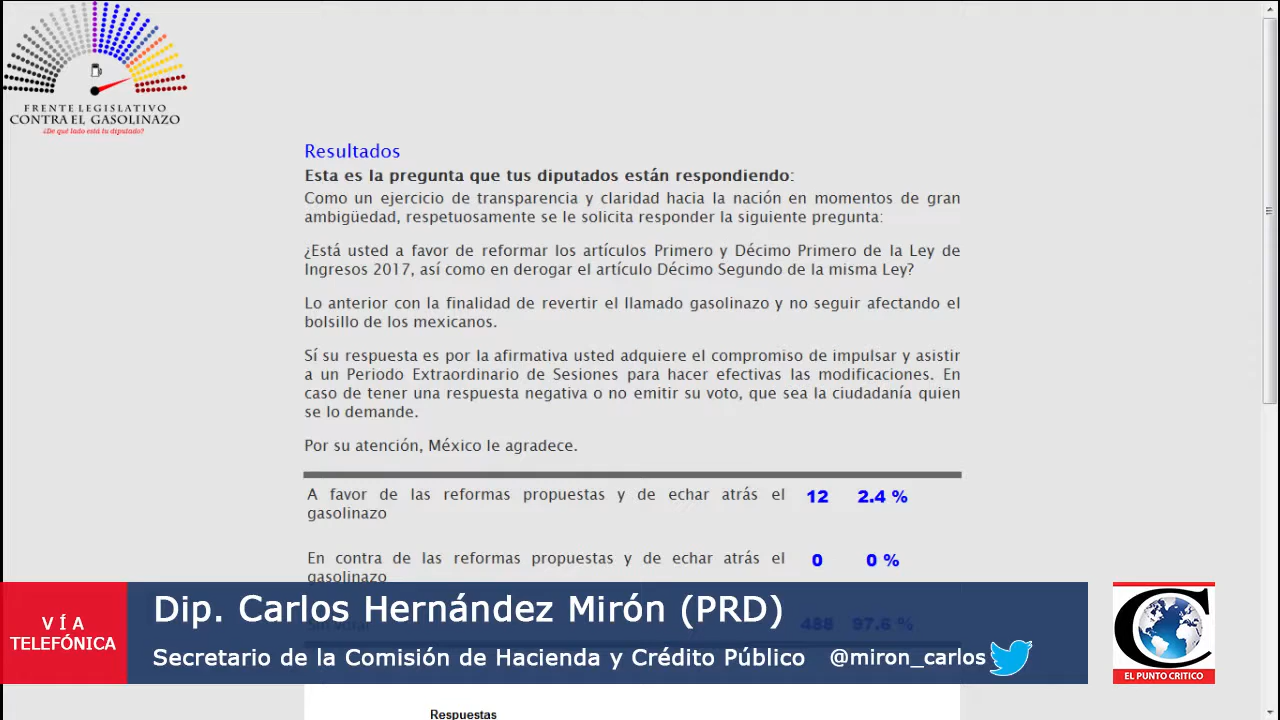 FRENTE LEGISLATIVO
CONTRA EL GASOLINAZO
¿De qué lado está tu diputado?
Resultados
Esta es la pregunta que tus diputados están respondiendo:
Como un ejercicio de transparencia y claridad hacia la nación en momentos de gran
ambigüedad, respetuosamente se le solicita responder la siguiente pregunta:
¿Está usted a favor de reformar los artículos Primero y Décimo Primero de la Ley de
Ingresos 2017, así como en derogar el artículo Décimo Segundo de la misma Ley?
Lo anterior con la finalidad de revertir el llamado gasolinazo y no seguir afectando el
bolsillo de los mexicanos.
Sí su respuesta es por la afirmativa usted adquiere el compromiso de impulsar y asistir
a un Periodo Extraordinario de Sesiones para hacer efectivas las modificaciones. En
caso de tener una respuesta negativa o no emitir su voto, que sea la ciudadanía quien
se lo demande.
Por su atención, México le agradece.
A favor de las reformas propuestas y de echar atrás el 12 2.4 %
gasolinazo
En contra de las reformas propuestas y de echar atrás el 0 0 %
gasolinazo
488 97.6 %
VÍA
TELEFÓNICA
Dip. Carlos Hernández Mirón (PRD)
Secretario de la Comisión de Hacienda y Crédito Público @miron_carlos
EL PUNTO CRITICO
Respuestas